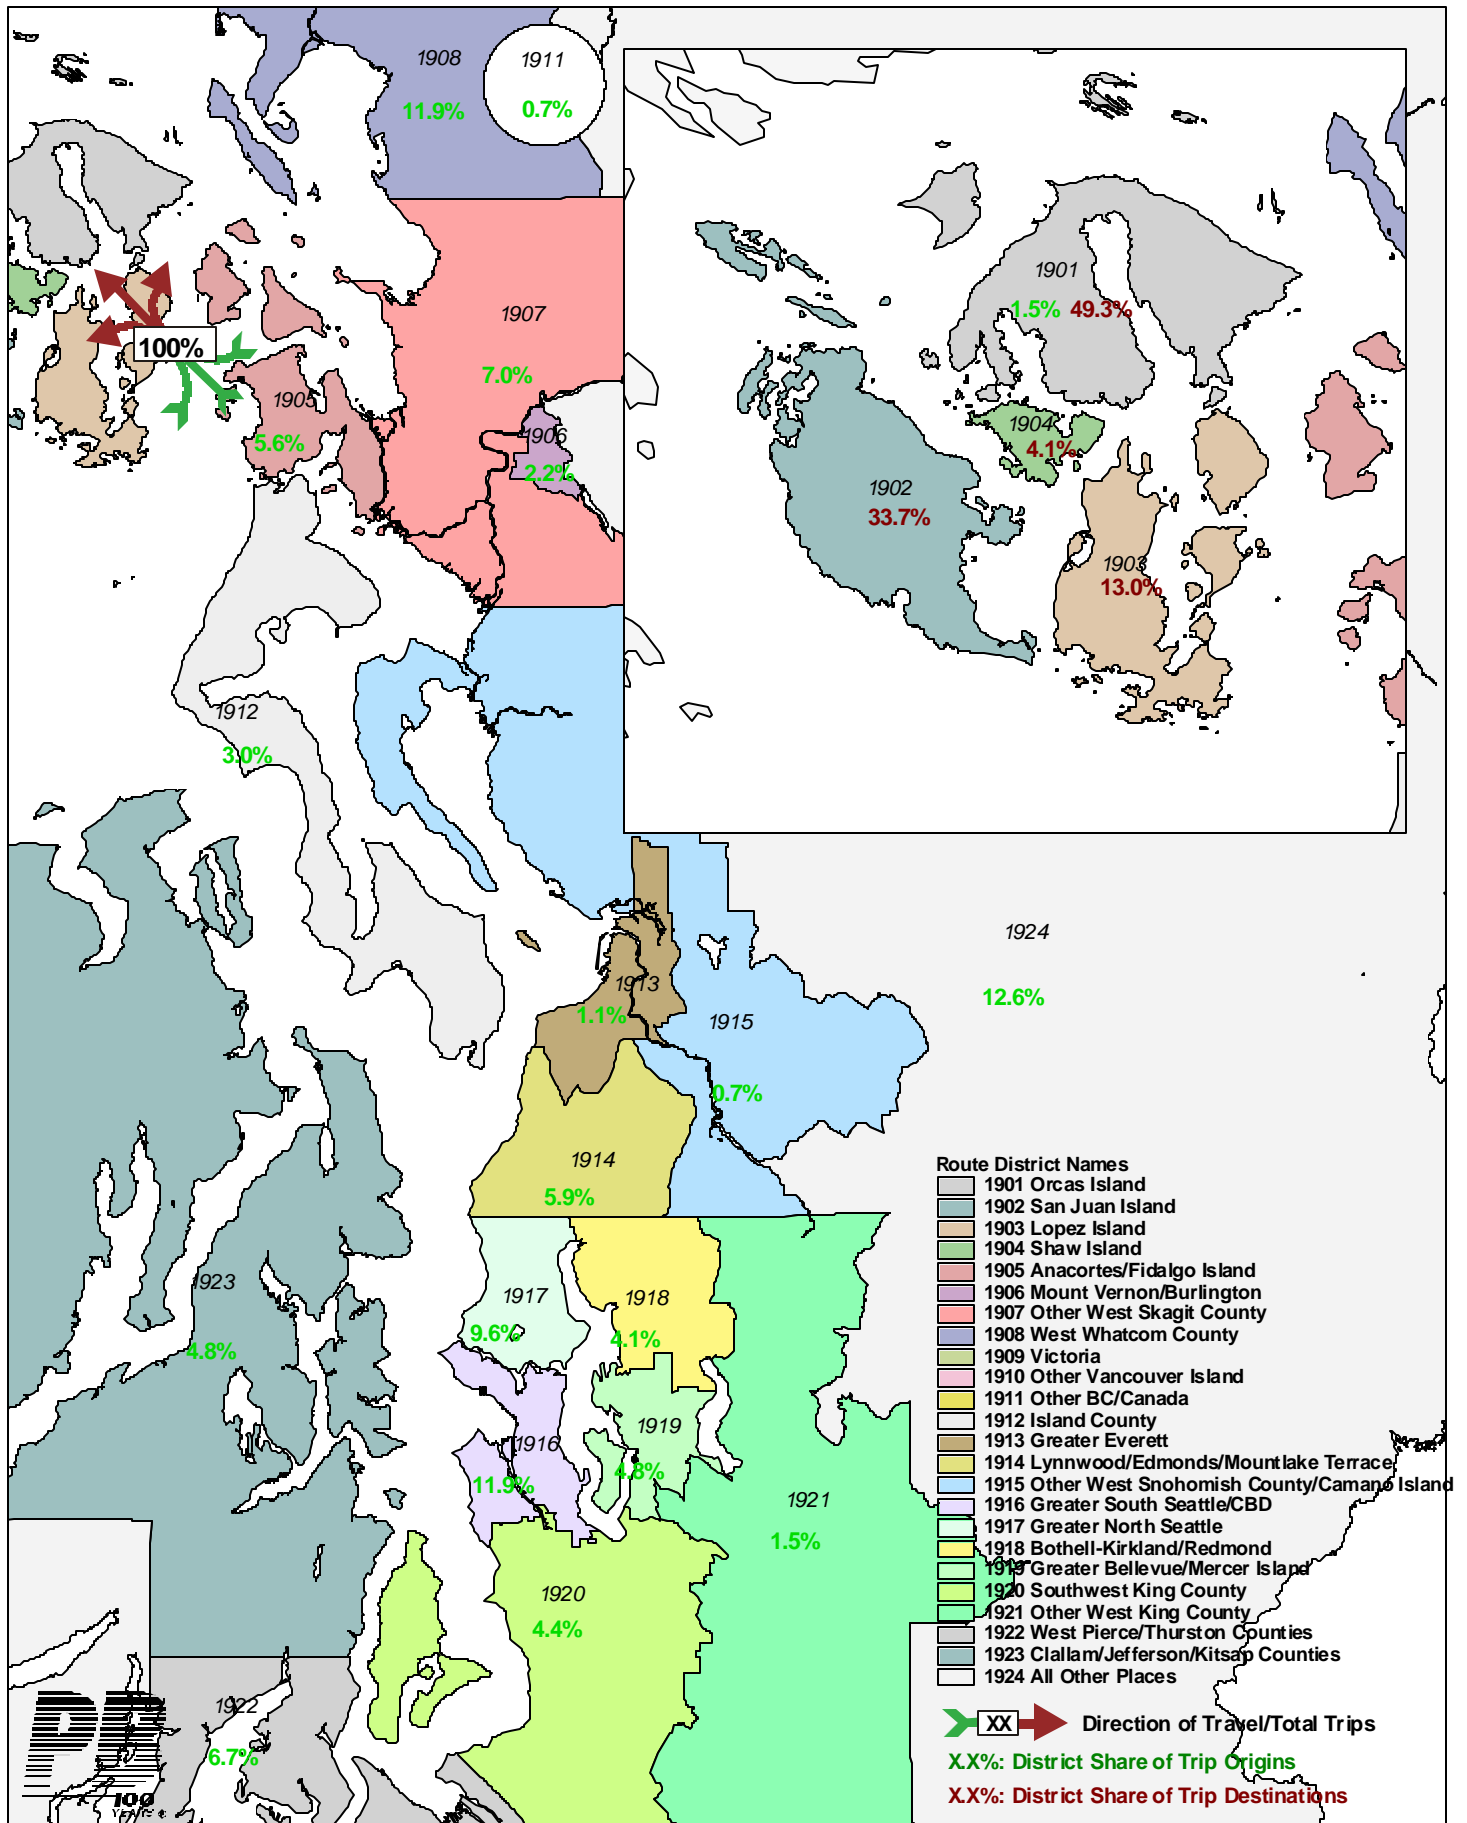 1908
11.9%
1911
0.7%
1901
1.5% 49.3%
1904
4.1%
1902
33.7%
1903
13.0%
1907
7.0%
100%
1905
5.6%
1906
2.2%
1912
3.0%
1924
12.6%
1913
1.1%
1915
0.7%
1914
5.9%
1923
4.8%
1917
9.6%
1918
4.1%
1916
11.9%
1919
4.8%
1921
1.5%
1920
4.4%
1922
6.7%
Route District Names
1901 Orcas Island
1902 San Juan Island
1903 Lopez Island
1904 Shaw Island
1905 Anacortes/Fidalgo Island
1906 Mount Vernon/Burlington
1907 Other West Skagit County
1908 West Whatcom County
1909 Victoria
1910 Other Vancouver Island
1911 Other BC/Canada
1912 Island County
1913 Greater Everett
1914 Lynnwood/Edmonds/Mountlake Terrace
1915 Other West Snohomish County/Camano Island
1916 Greater South Seattle/CBD
1917 Greater North Seattle
1918 Bothell-Kirkland/Redmond
1919 Greater Bellevue/Mercer Island
1920 Southwest King County
1921 Other West King County
1922 West Pierce/Thurston Counties
1923 Clallam/Jefferson/Kitsap Counties
1924 All Other Places
XX Direction of Travel/Total Trips
X.X%: District Share of Trip Origins
X.X%: District Share of Trip Destinations
PB
100
YEARS